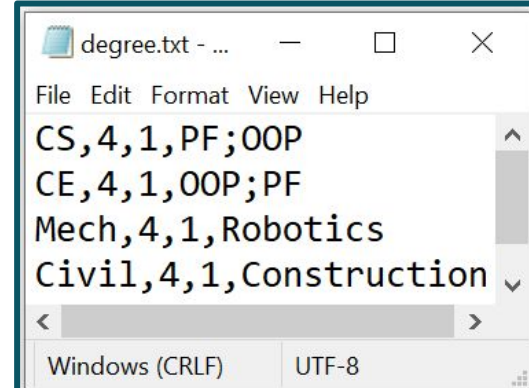 degree.txt - ...
File Edit Format View Help
CS,4,1,PF;OOP
CE,4,1,OOP;PF
Mech,4,1,Robotics
Civil,4,1,Construction
Windows (CRLF) UTF-8